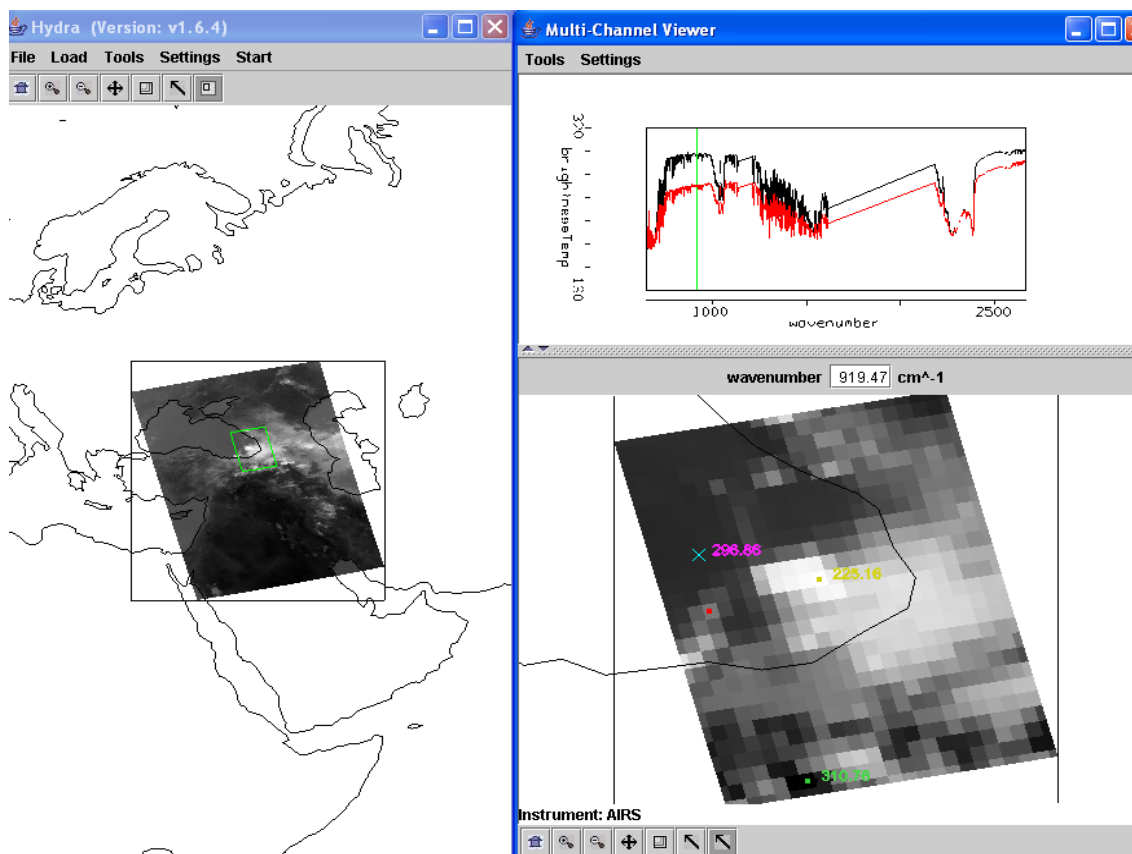 Hydra (Version: v1.6.4)
File Load Tools Settings Start
Multi-Channel Viewer
Tools Settings
320
brightnessTemp
180
1000
2500
wavenumber
wavenumber 919.47 cm^-1
296.86
225.16
310.76
Instrument: AIRS